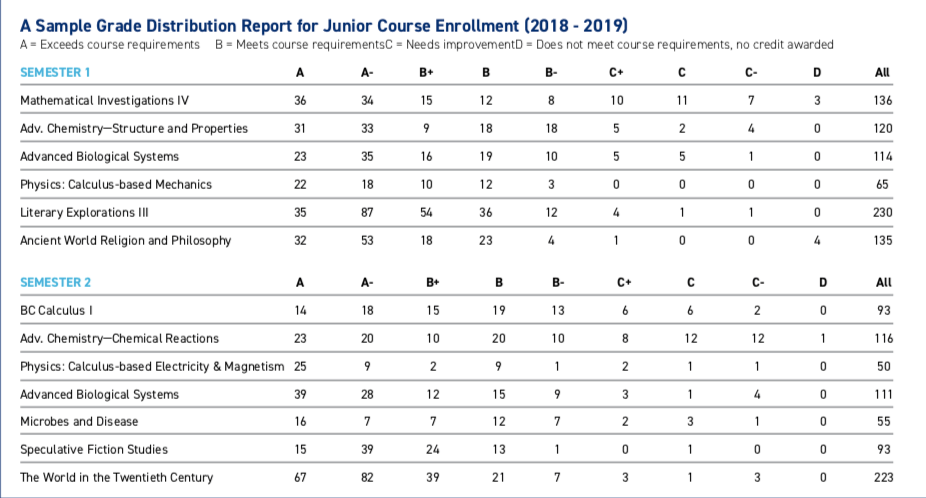 A Sample Grade Distribution Report for Junior Course Enrollment (2018 - 2019)
A = Exceeds course requirements B = Meets course requirementsC = Needs improvementD = Does not meet course requirements, no credit awarded
SEMESTER 1 A A- B+ B B- C+ C C- D All
Mathematical Investigations IV 36 34 15 12 8 10 11 7 3 136
Adv. Chemistry—Structure and Properties 31 33 9 18 18 5 2 4 0 120
Advanced Biological Systems 23 35 16 19 10 5 5 1 0 114
Physics: Calculus-based Mechanics 22 18 10 12 3 0 0 0 0 65
Literary Explorations III 35 87 54 36 12 4 1 1 0 230
Ancient World Religion and Philosophy 32 53 18 23 4 1 0 0 4 135
SEMESTER 2 A A- B+ B B- C+ C C- D All
BC Calculus I 14 18 15 19 13 6 6 2 0 93
Adv. Chemistry—Chemical Reactions 23 20 10 20 10 8 12 12 1 116
Physics: Calculus-based Electricity & Magnetism 25 9 2 9 1 2 1 1 0 50
Advanced Biological Systems 39 28 12 15 9 3 1 4 0 111
Microbes and Disease 16 7 7 12 7 2 3 1 0 55
Speculative Fiction Studies 15 39 24 13 1 0 1 0 0 93
The World in the Twentieth Century 67 82 39 21 7 3 1 3 0 223